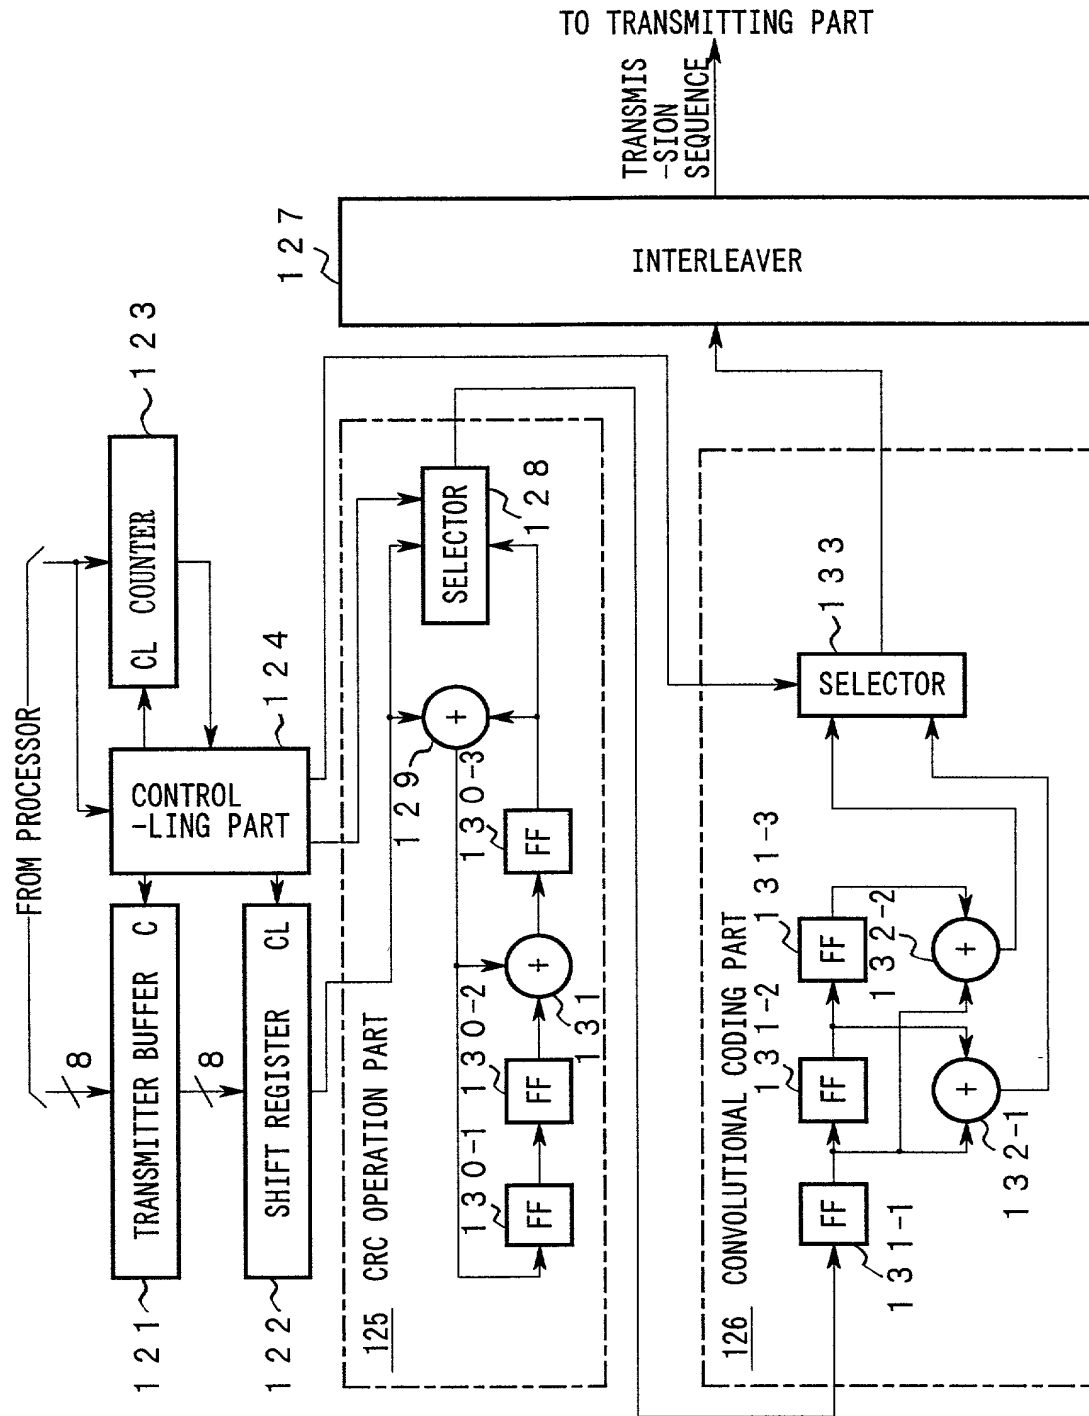 TO TRANSMITTING PART
TRANSMIS
-SION
SEQUENCE
127
INTERLEAVER
123
CL COUNTER
FROM PROCESSOR
124
CONTROL
-LING PART
8
TRANSMITTER BUFFER C
121
8
SHIFT REGISTER CL
122
125 CRC OPERATION PART
SELECTOR
128
+
129
130-3
FF
+
131
130-2
FF
130-1
FF
126 CONVOLUTIONAL CODING PART
133
SELECTOR
131-3
FF
132-2
+
131-2
FF
+
132-1
FF
131-1